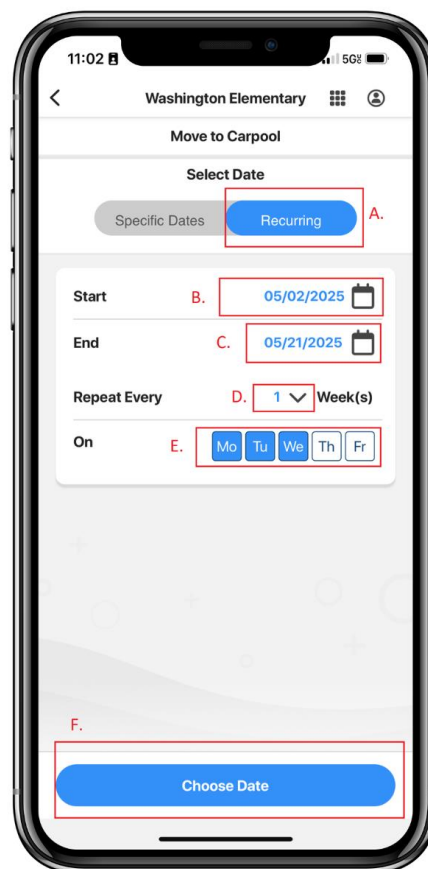 11:02 5G
Washington Elementary
Move to Carpool
Select Date
Specific Dates Recurring A.
Start B. 05/02/2025
End C. 05/21/2025
Repeat Every D. 1 Week(s)
On E. Mo Tu We Th Fr
F.
Choose Date